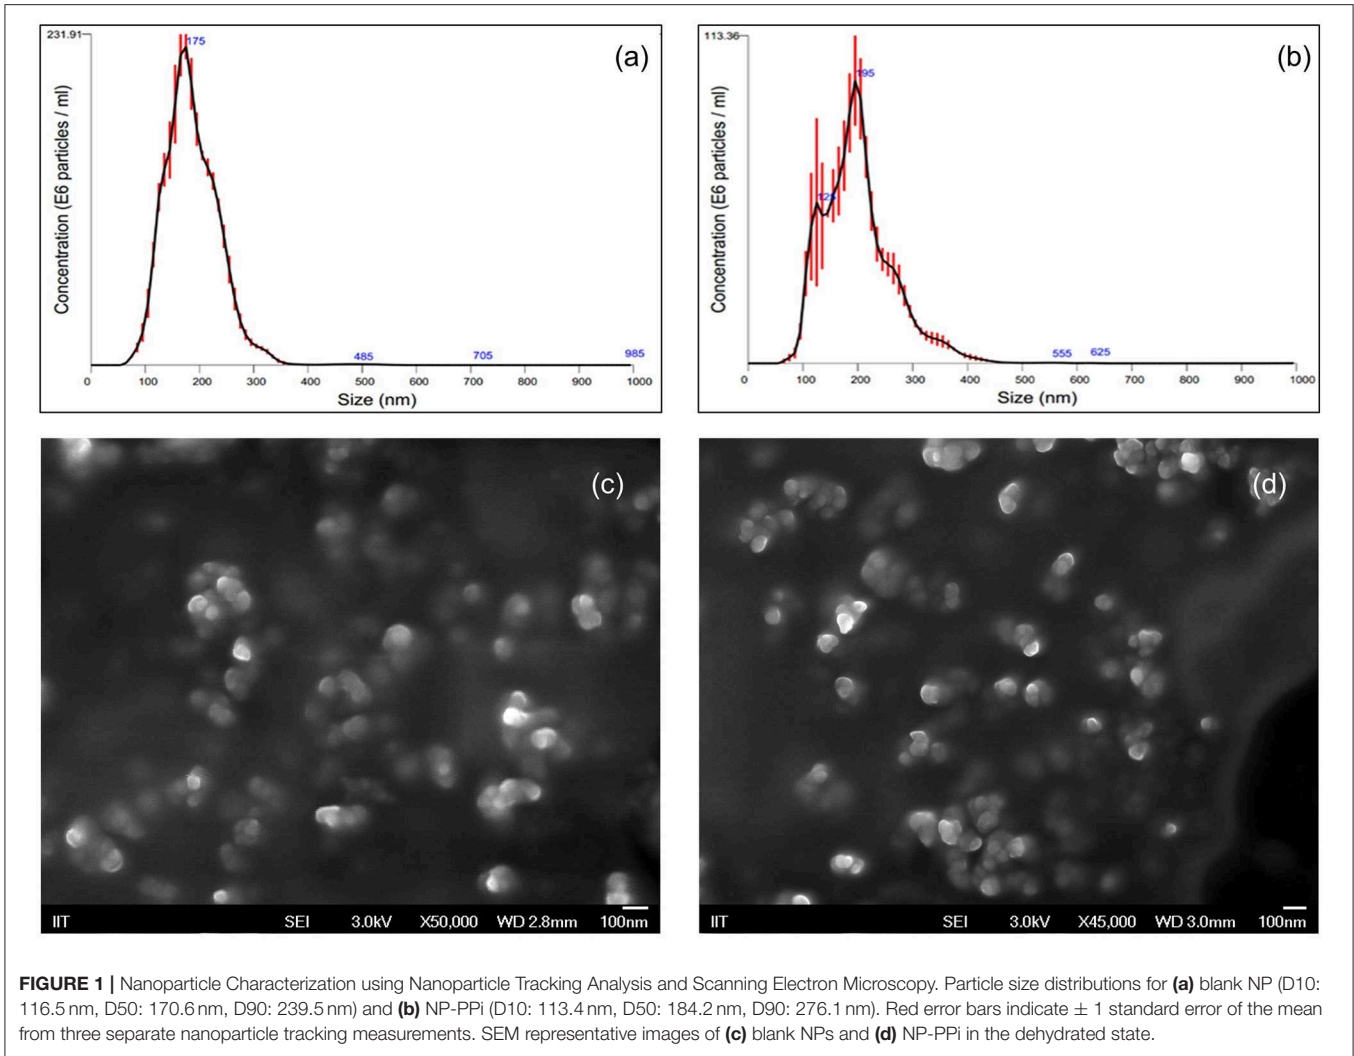 231.91
175
(a)
Concentration (E6 particles / ml)
485
705
985
0 100 200 300 400 500 600 700 800 900 1000
Size (nm)
113.36
195
(b)
125
Concentration (E6 particles / ml)
555
625
0 100 200 300 400 500 600 700 800 900 1000
Size (nm)
(c)
IIT SEI 3.0kV X50,000 WD 2.8mm 100nm
(d)
IIT SEI 3.0kV X45,000 WD 3.0mm 100nm
FIGURE 1 | Nanoparticle Characterization using Nanoparticle Tracking Analysis and Scanning Electron Microscopy. Particle size distributions for (a) blank NP (D10:
116.5 nm, D50: 170.6 nm, D90: 239.5 nm) and (b) NP-PPi (D10: 113.4 nm, D50: 184.2 nm, D90: 276.1 nm). Red error bars indicate ± 1 standard error of the mean
from three separate nanoparticle tracking measurements. SEM representative images of (c) blank NPs and (d) NP-PPi in the dehydrated state.